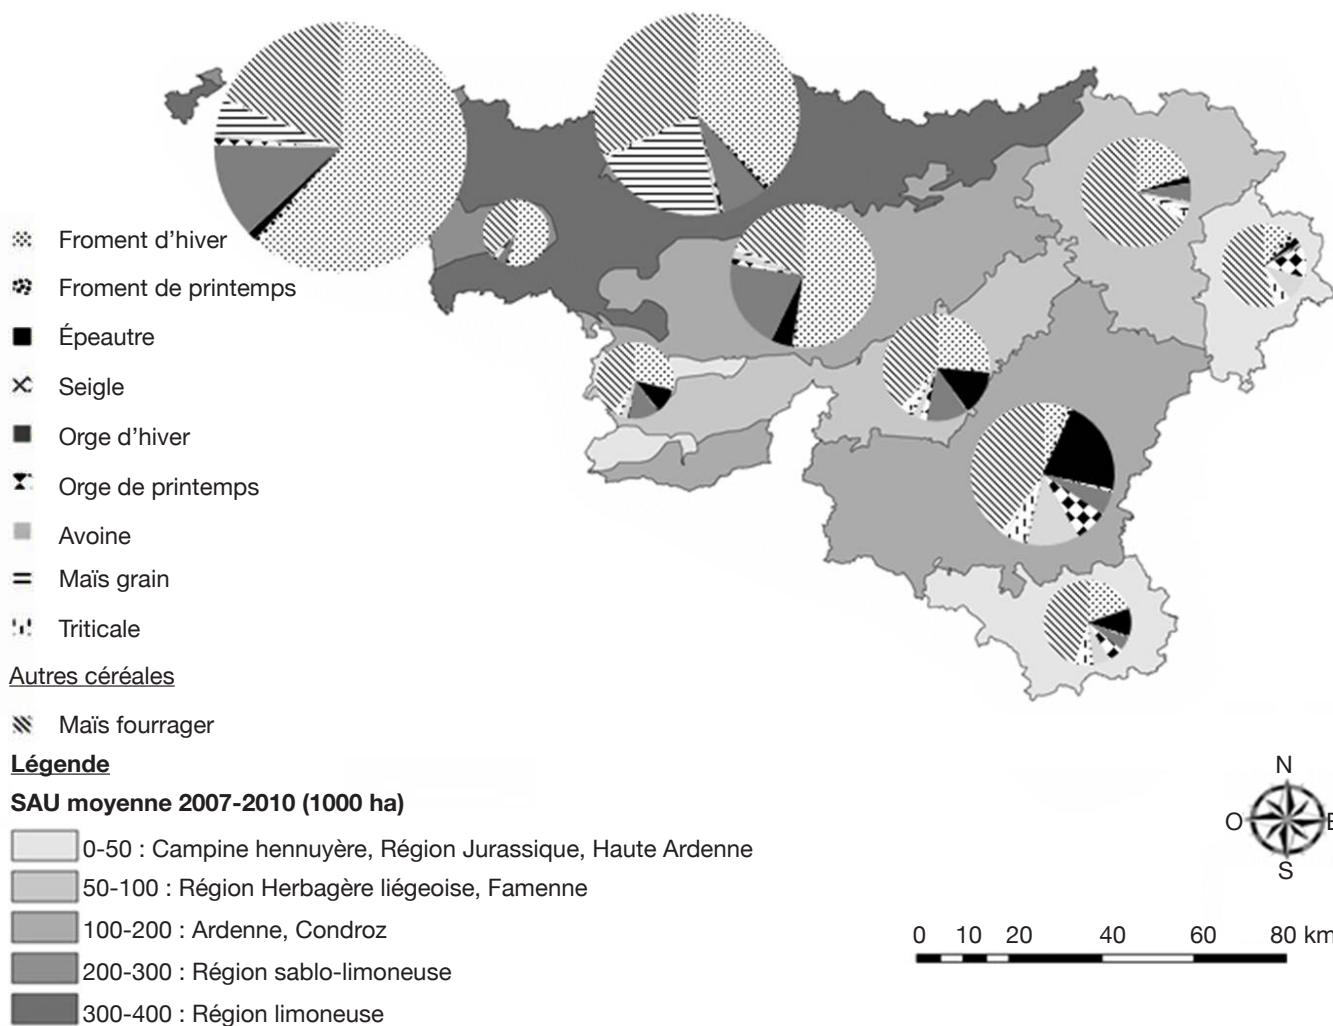 Froment d'hiver
Froment de printemps
Épeautre
Seigle
Orge d'hiver
Orge de printemps
Avoine
Maïs grain
Triticale
Autres céréales
Maïs fourrager
Légende
SAU moyenne 2007-2010 (1000 ha)
0-50 : Campine hennuyère, Région Jurassique, Haute Ardenne
50-100 : Région Herbagère liégeoise, Famenne
100-200 : Ardenne, Condroz
200-300 : Région sablo-limoneuse
300-400 : Région limoneuse
N
O E
S
0 10 20 40 60 80 km